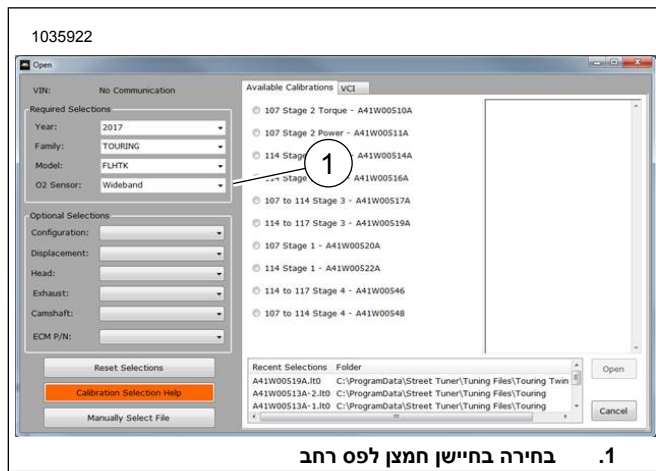 1035922
Open
VIN: No Communication
Required Selections
Year: 2017
Family: TOURING
Model: FLHTK
O2 Sensor: Wideband
Optional Selections
Configuration:
Displacement:
Head:
Exhaust:
Camshaft:
ECM P/N:
Reset Selections
Calibration Selection Help
Manually Select File
Available Calibrations VCI
107 Stage 2 Torque - A41W00510A
107 Stage 2 Power - A41W00511A
114 Stage - A41W00514A
114 Stage A41W00516A
107 to 114 Stage 3 - A41W00517A
114 to 117 Stage 3 - A41W00519A
107 Stage 1 - A41W00520A
114 Stage 1 - A41W00522A
114 to 117 Stage 4 - A41W00546
107 to 114 Stage 4 - A41W00548
1
Recent Selections Folder
A41W00519A.lt0 C:\ProgramData\Street Tuner\Tuning Files\Touring Twin
A41W00513A-2.lt0 C:\ProgramData\Street Tuner\Tuning Files\Touring
A41W00513A-1.lt0 C:\ProgramData\Street Tuner\Tuning Files\Touring
Open
Cancel
1. בחירה בחיישן חמצן לפס רחב